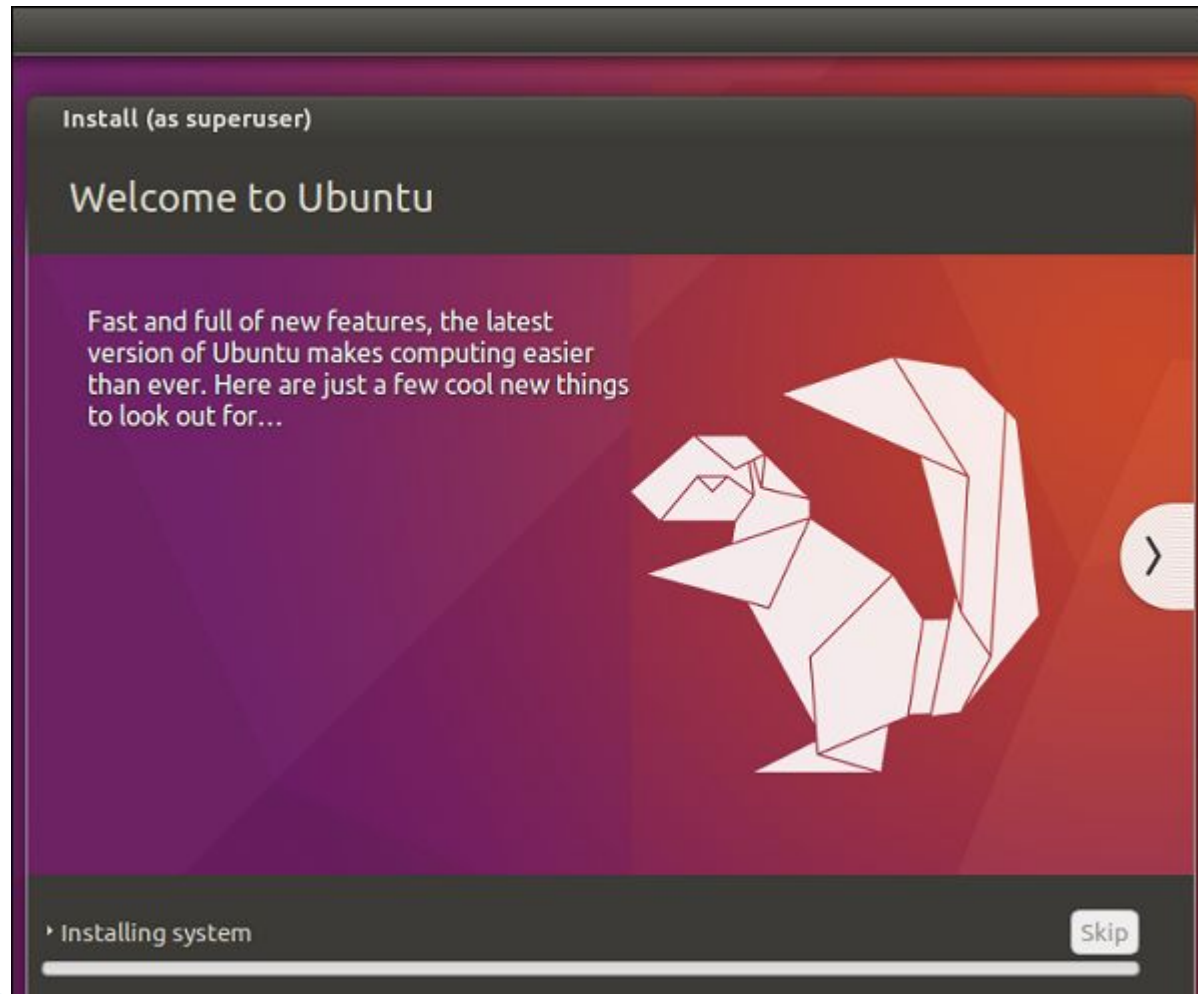 Install (as superuser)
Welcome to Ubuntu
Fast and full of new features, the latest
version of Ubuntu makes computing easier
than ever. Here are just a few cool new things
to look out for…
Installing system
Skip